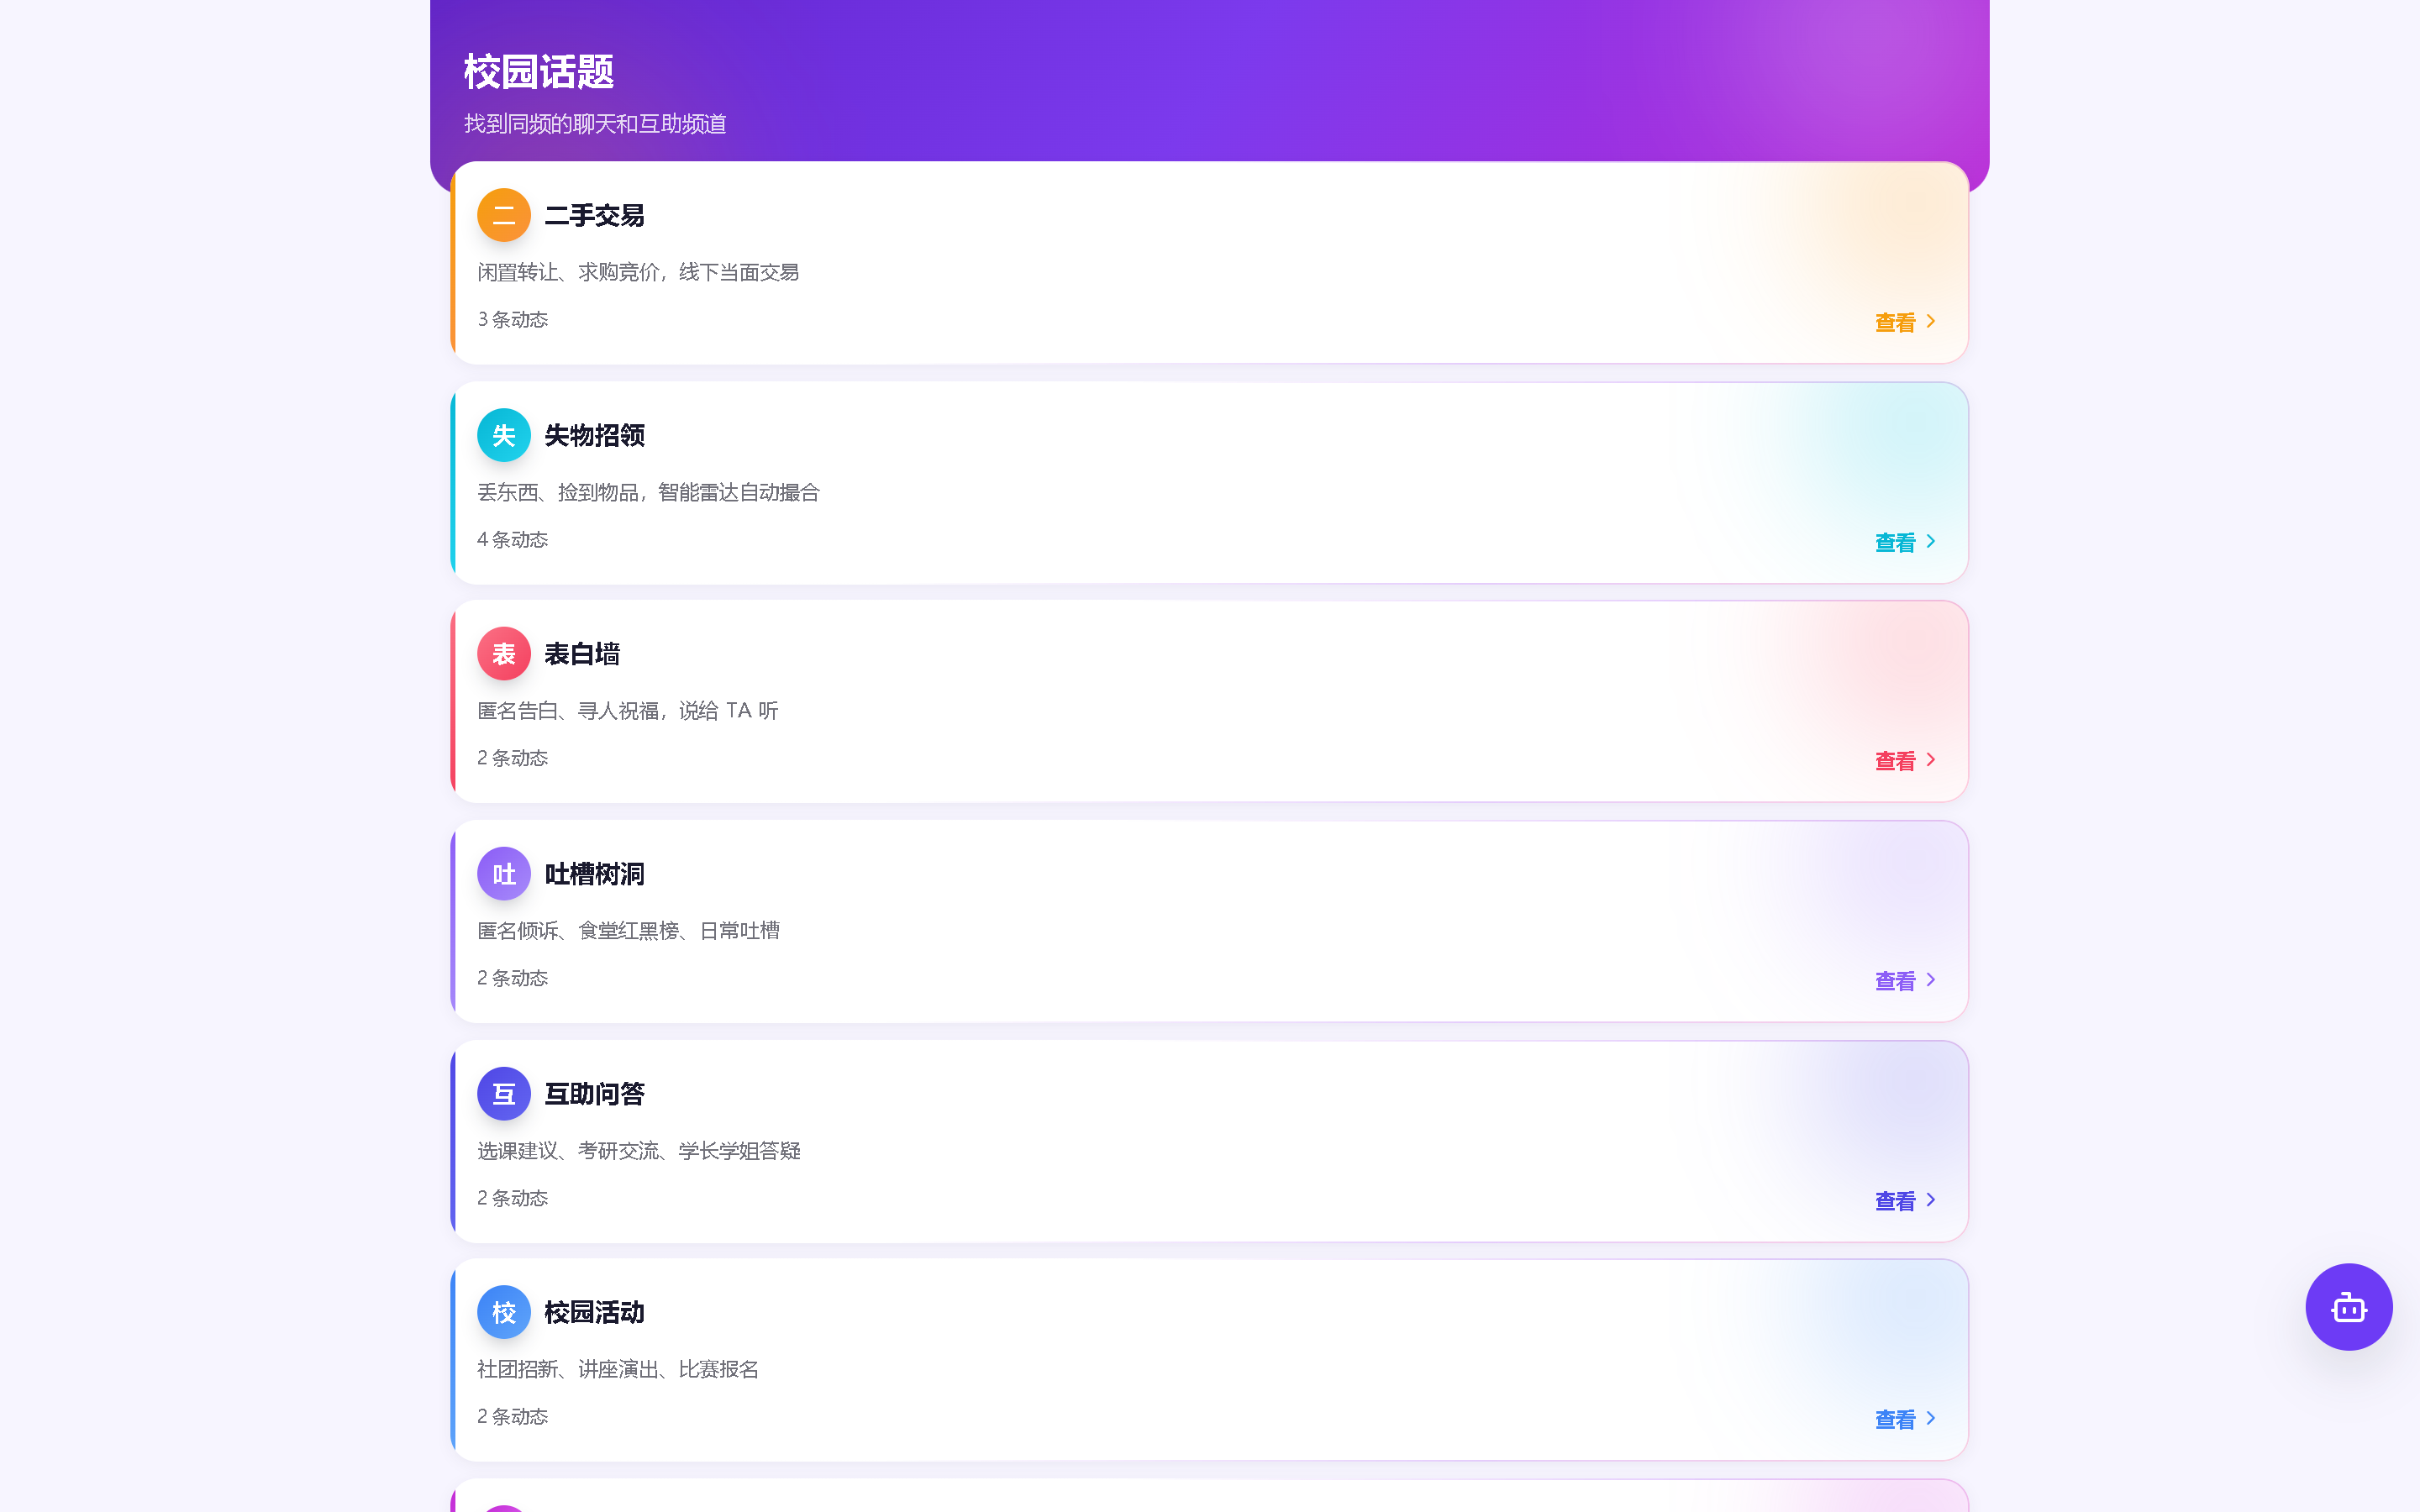 校园话题
找到同频的聊天和互助频道
二 二手交易
闲置转让、求购竞价，线下当面交易
3 条动态
查看
失 失物招领
丢东西、捡到物品，智能雷达自动撮合
4 条动态
查看
表 表白墙
匿名告白、寻人祝福，说给 TA 听
2 条动态
查看
吐 吐槽树洞
匿名倾诉、食堂红黑榜、日常吐槽
2 条动态
查看
互 互助问答
选课建议、考研交流、学长学姐答疑
2 条动态
查看
校 校园活动
社团招新、讲座演出、比赛报名
2 条动态
查看